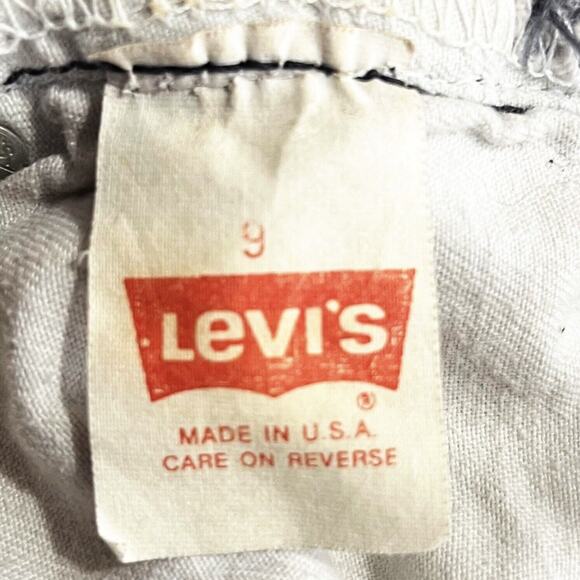 9
Levi's
®
MADE IN U.S.A.
CARE ON REVERSE